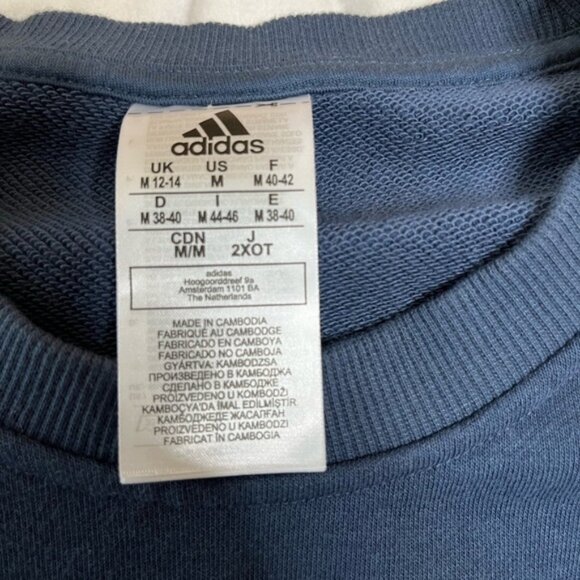 adidas
UK US F
M 12-14 M M 40-42
D I E
M 38-40 M 44-46 M 38-40
CDN J
M/M 2XOT
adidas
Hoogoorddreef 9a
Amsterdam 1101 BA
The Netherlands
MADE IN CAMBODIA
FABRIQUÉ AU CAMBODGE
FABRICADO EN CAMBOYA
FABRICADO NO CAMBOJA
GYÁRTVA: KAMBODZSA
ПРОИЗВЕДЕНО В КАМБОДЖА
СДЕЛАНО В КАМБОДЖЕ
PROIZVEDENO U KOMBODŽI
KAMBOÇYA'DA İMAL EDİLMİŞTİR
КАМБОДЖЕДЕ ЖАСАЛҒАН
PROIZVEDENO U KAMBODZI
FABRICAT ÎN CAMBOGIA